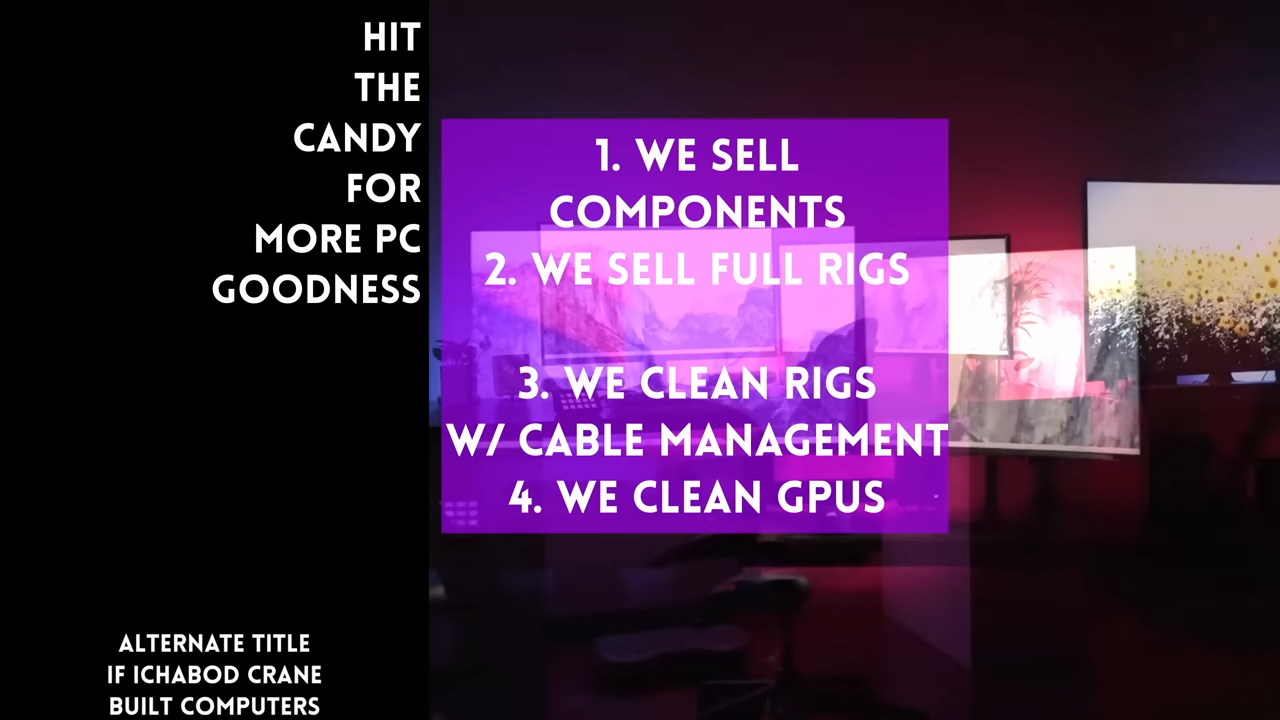 HIT
THE
CANDY
FOR
MORE PC
GOODNESS
1. WE SELL
COMPONENTS
2. WE SELL FULL RIGS
3. WE CLEAN RIGS
W/ CABLE MANAGEMENT
4. WE CLEAN GPUS
ALTERNATE TITLE
IF ICHABOD CRANE
BUILT COMPUTERS